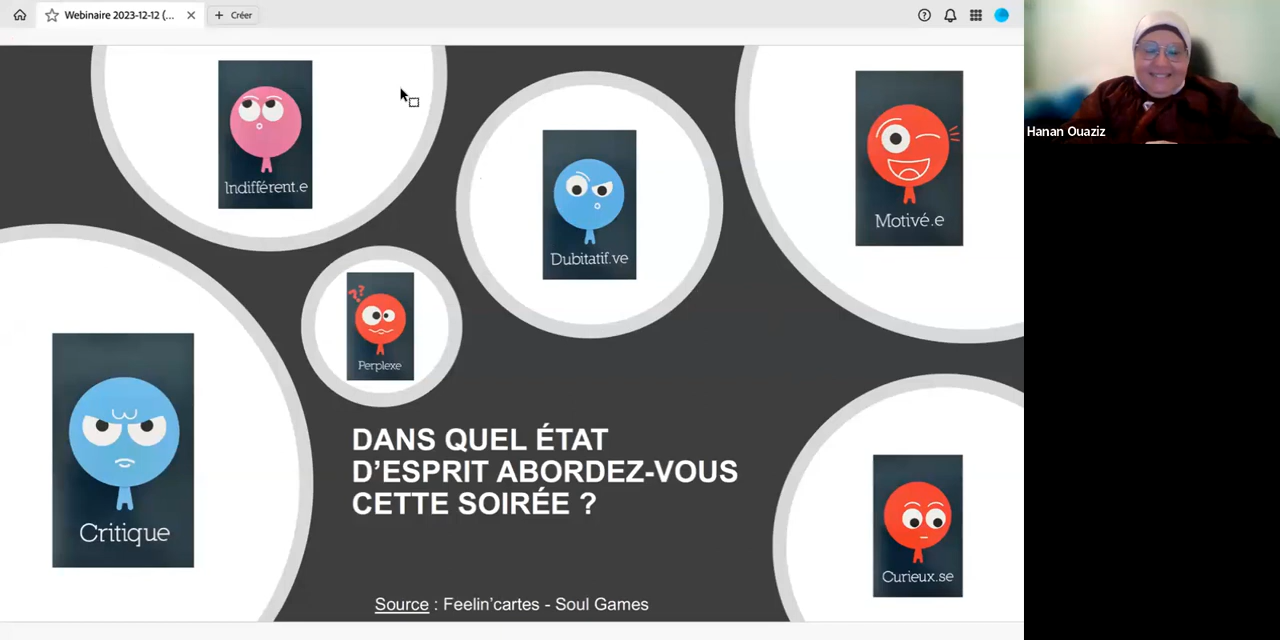 Webinaire 2023-12-12 (...
Créer
Hanan Ouaziz
Indifférent.e
Dubitatif.ve
Motivé.e
??
Perplexe
Critique
DANS QUEL ÉTAT
D'ESPRIT ABORDEZ-VOUS
CETTE SOIRÉE ?
Curieux.se
Source : Feelin'cartes - Soul Games